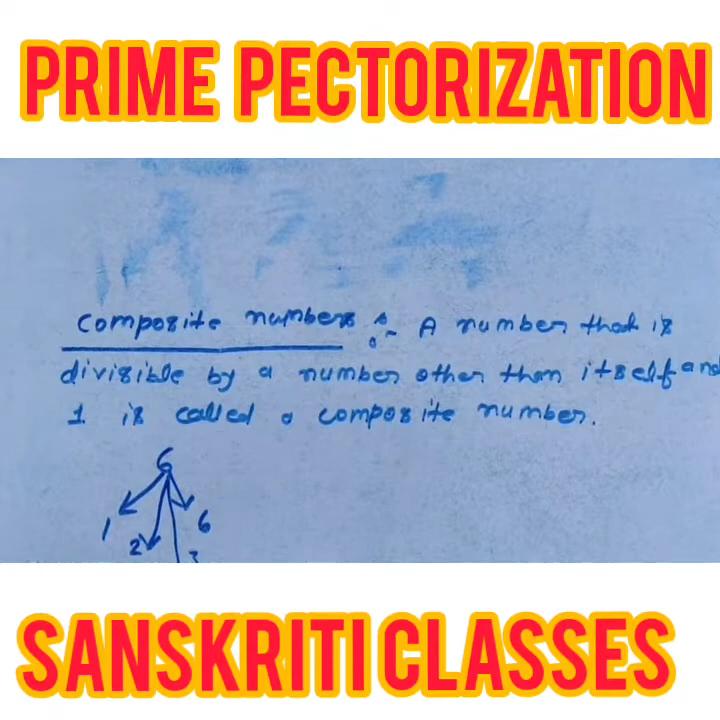 PRIME PECTORIZATION
Composite numbers :- A number that is
divisible by a number other than itself and
1 is called a composite number.
6
1 2 3 6
SANSKRITI CLASSES